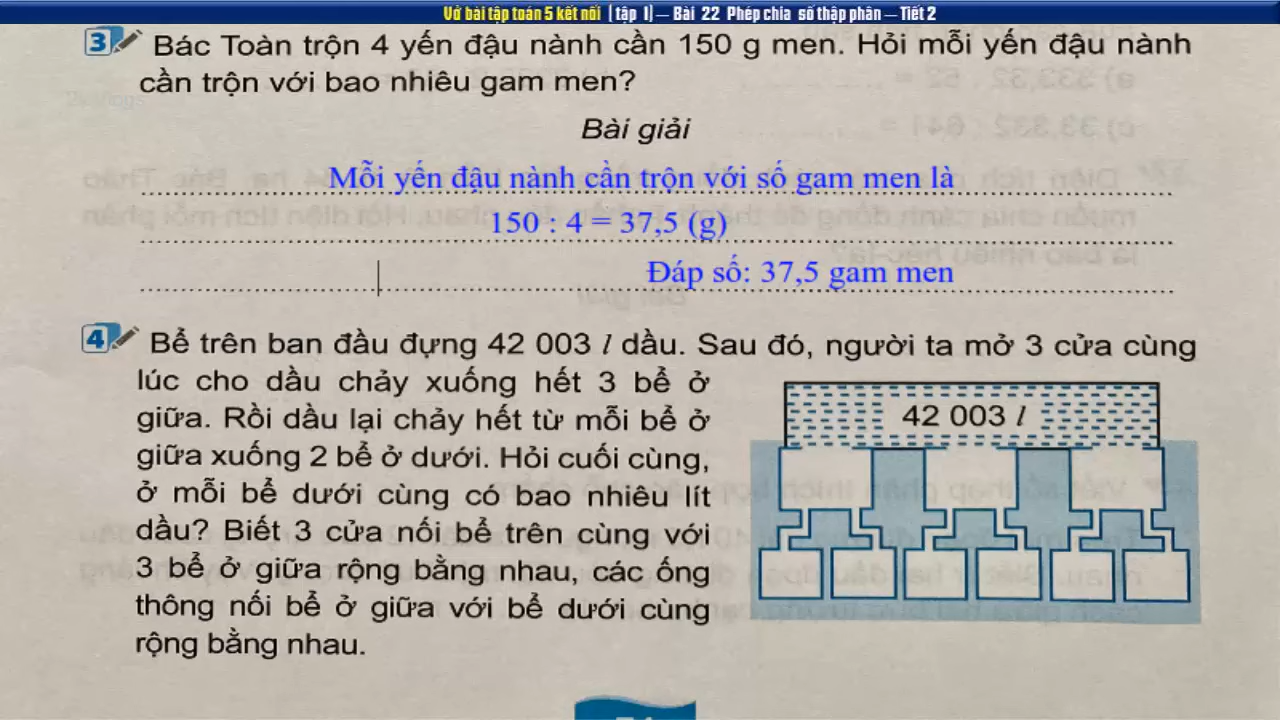 Vở bài tập toán 5 kết nối (tập 1) – Bài 22 Phép chia số thập phân – Tiết 2
3 Bác Toàn trộn 4 yến đậu nành cần 150 g men. Hỏi mỗi yến đậu nành
cần trộn với bao nhiêu gam men?
Bài giải
Mỗi yến đậu nành cần trộn với số gam men là
150 : 4 = 37,5 (g)
Đáp số: 37,5 gam men
4 Bể trên ban đầu đựng 42 003 l dầu. Sau đó, người ta mở 3 cửa cùng
lúc cho dầu chảy xuống hết 3 bể ở
giữa. Rồi dầu lại chảy hết từ mỗi bể ở
giữa xuống 2 bể ở dưới. Hỏi cuối cùng,
ở mỗi bể dưới cùng có bao nhiêu lít
dầu? Biết 3 cửa nối bể trên cùng với
3 bể ở giữa rộng bằng nhau, các ống
thông nối bể ở giữa với bể dưới cùng
rộng bằng nhau.
42 003 l